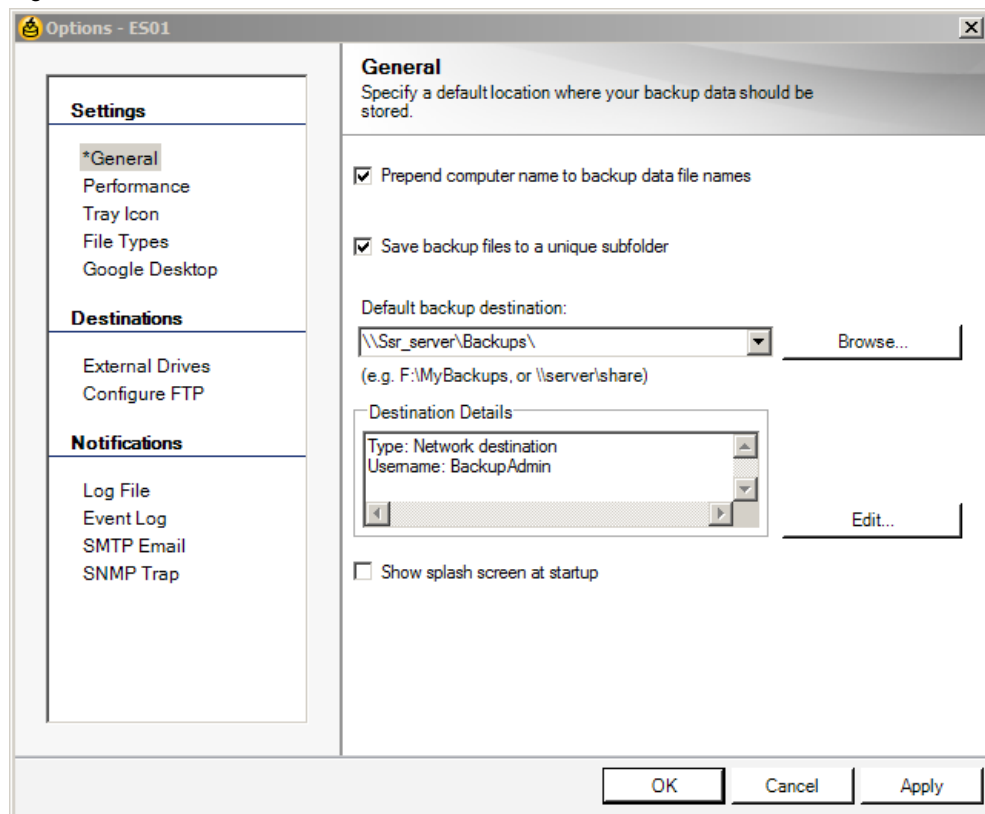 Options - ES01
Settings
*General
Performance
Tray Icon
File Types
Google Desktop
Destinations
External Drives
Configure FTP
Notifications
Log File
Event Log
SMTP Email
SNMP Trap
General
Specify a default location where your backup data should be
stored.
Prepend computer name to backup data file names
Save backup files to a unique subfolder
Default backup destination:
\\Ssr_server\Backups\
Browse...
(e.g. F:\MyBackups, or \\server\share)
Destination Details
Type: Network destination
Username: BackupAdmin
Edit...
Show splash screen at startup
OK
Cancel
Apply